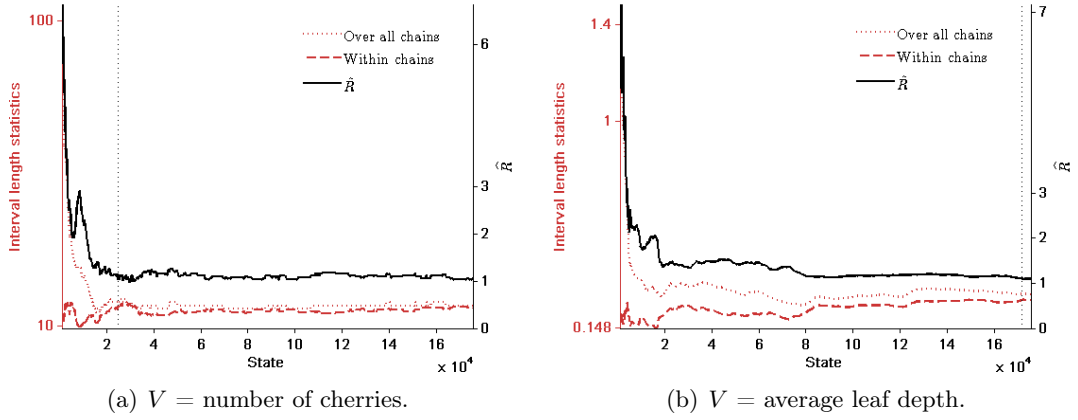 100
Interval length statistics
10
Over all chains
Within chains
R̂
6
3
2
1
0
R̂
2 4 6 8 10 12 14 16
State
x 10^4
(a) V = number of cherries.
1.4
1
Interval length statistics
0.148
Over all chains
Within chains
R̂
7
3
2
1
0
R̂
2 4 6 8 10 12 14 16
State
x 10^4
(b) V = average leaf depth.